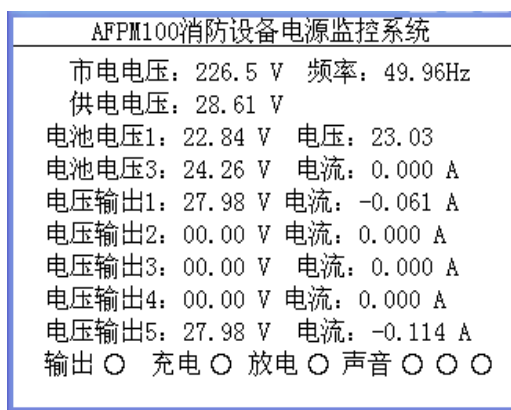 AFPM100消防设备电源监控系统
市电电压：226.5 V 频率：49.96Hz
供电电压：28.61 V
电池电压1：22.84 V 电压：23.03
电池电压3：24.26 V 电流：0.000 A
电压输出1：27.98 V 电流：-0.061 A
电压输出2：00.00 V 电流：0.000 A
电压输出3：00.00 V 电流：0.000 A
电压输出4：00.00 V 电流：0.000 A
电压输出5：27.98 V 电流：-0.114 A
输出 ○ 充电 ○ 放电 ○ 声音 ○ ○ ○